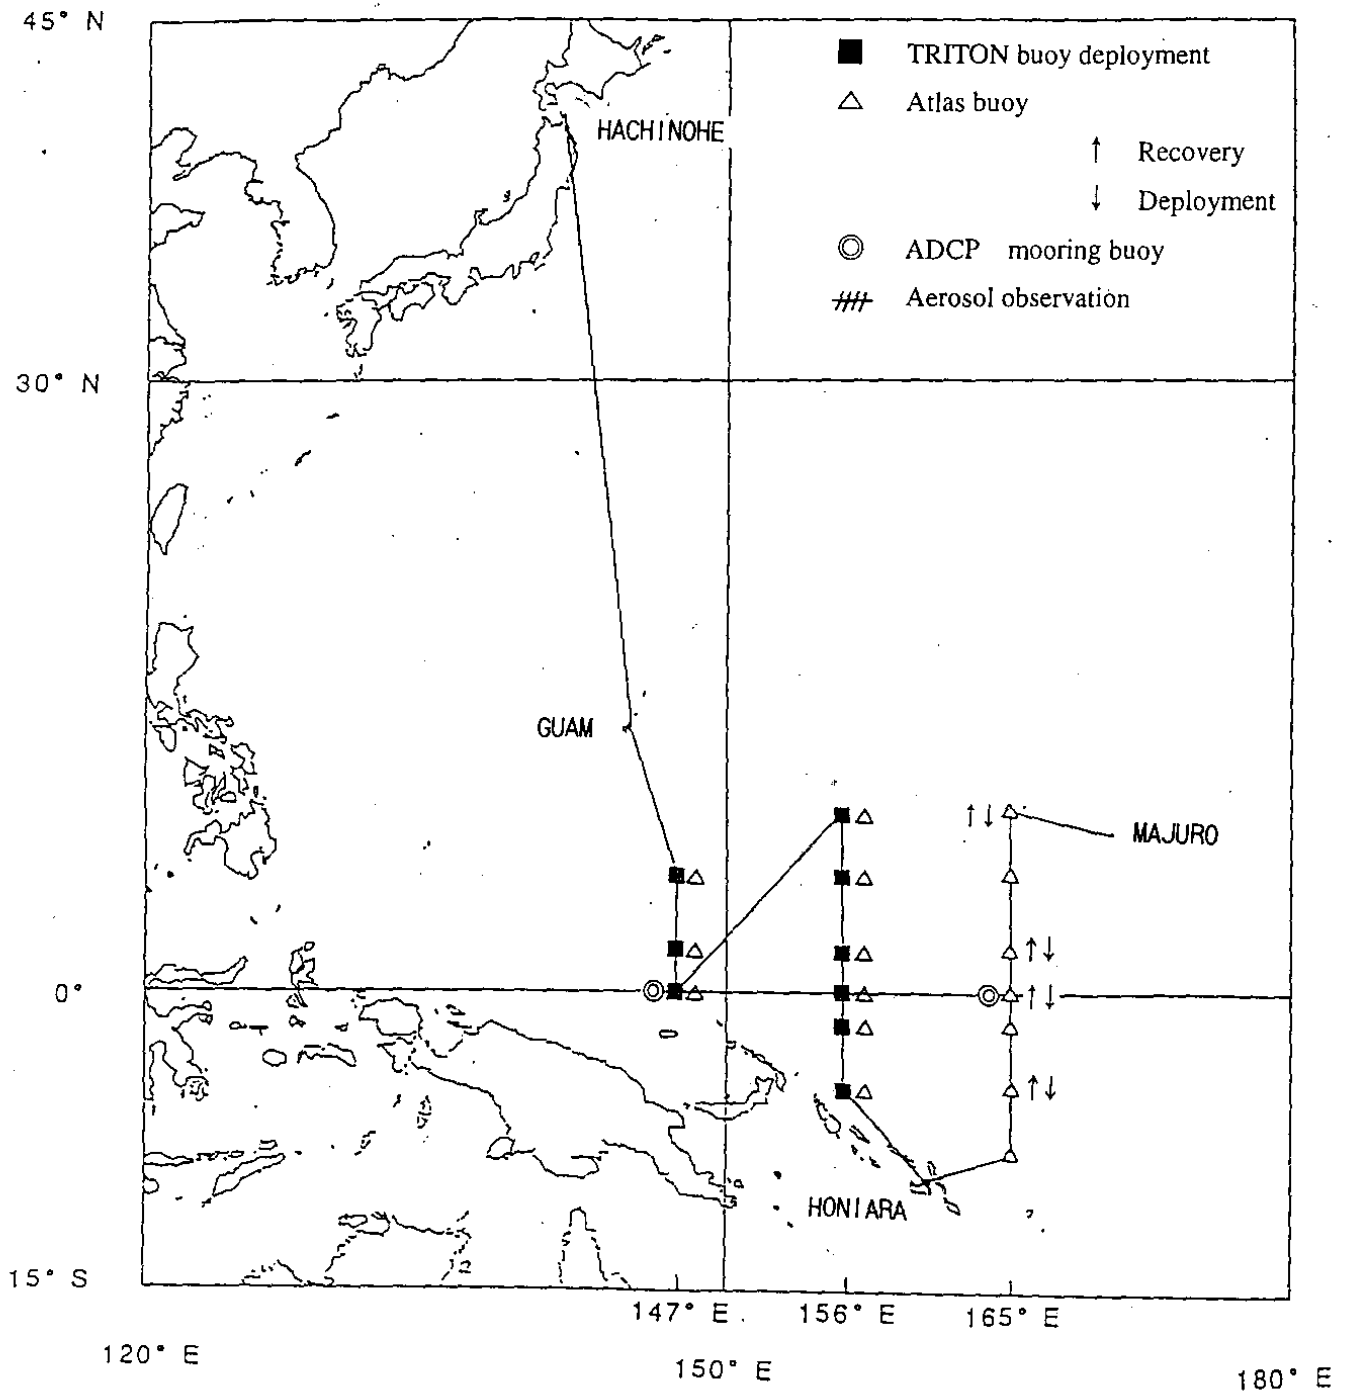 45° N
TRITON buoy deployment
Atlas buoy
HACHINOHE
↑ Recovery
↓ Deployment
ADCP mooring buoy
Aerosol observation
30° N
GUAM
↑↓
MAJURO
↑↓
0°
↑↓
↑↓
HONIARA
15° S
147° E
156° E
165° E
120° E
150° E
180° E